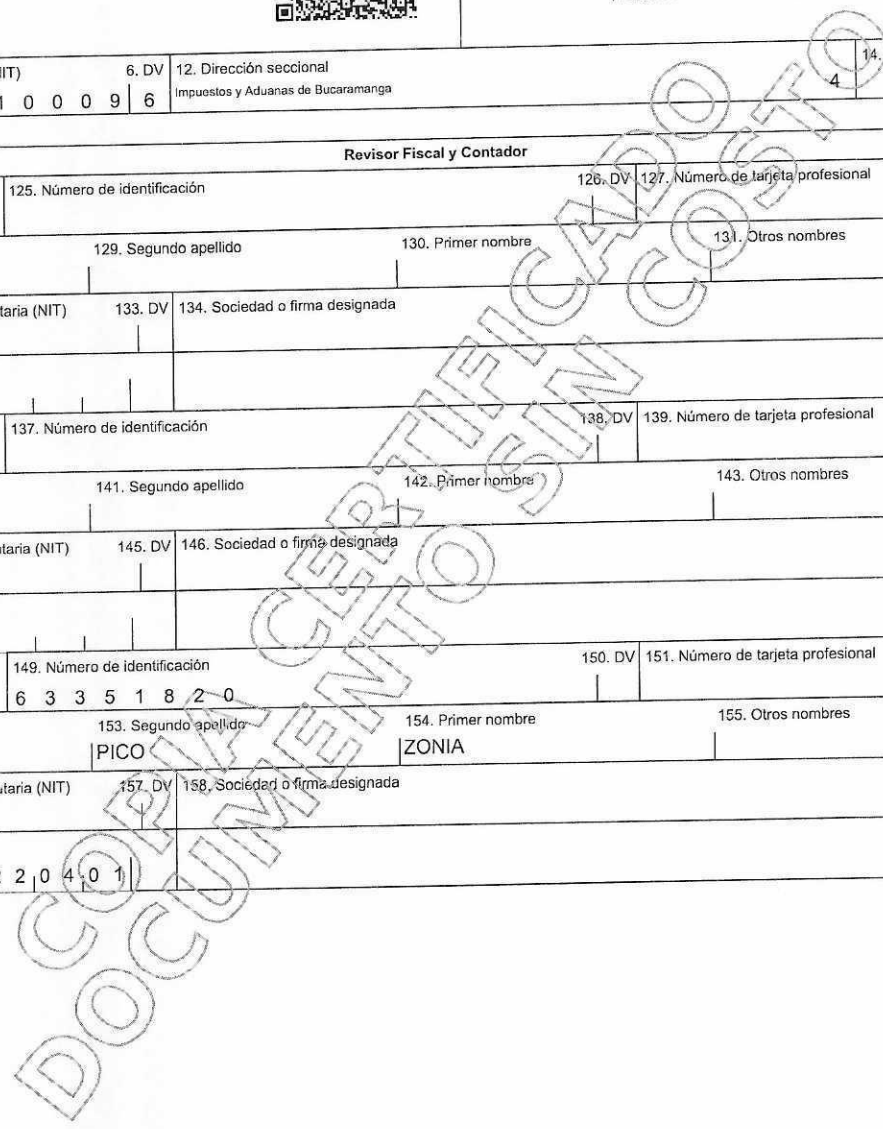 IIT) 6. DV 12. Dirección seccional 14.
1 0 0 0 9 6 Impuestos y Aduanas de Bucaramanga 4
Revisor Fiscal y Contador
125. Número de identificación 126. DV 127. Número de tarjeta profesional
129. Segundo apellido 130. Primer nombre 131. Otros nombres
taria (NIT) 133. DV 134. Sociedad o firma designada
137. Número de identificación 138. DV 139. Número de tarjeta profesional
141. Segundo apellido 142. Primer nombre 143. Otros nombres
utaria (NIT) 145. DV 146. Sociedad o firma designada
149. Número de identificación 150. DV 151. Número de tarjeta profesional
6 3 3 5 1 8 2 0
153. Segundo apellido 154. Primer nombre 155. Otros nombres
PICO ZONIA
utaria (NIT) 157. DV 158. Sociedad o firma designada
2 0 4 0 1
COPIA CERTIFICADO
DOCUMENTO SIN COSTO